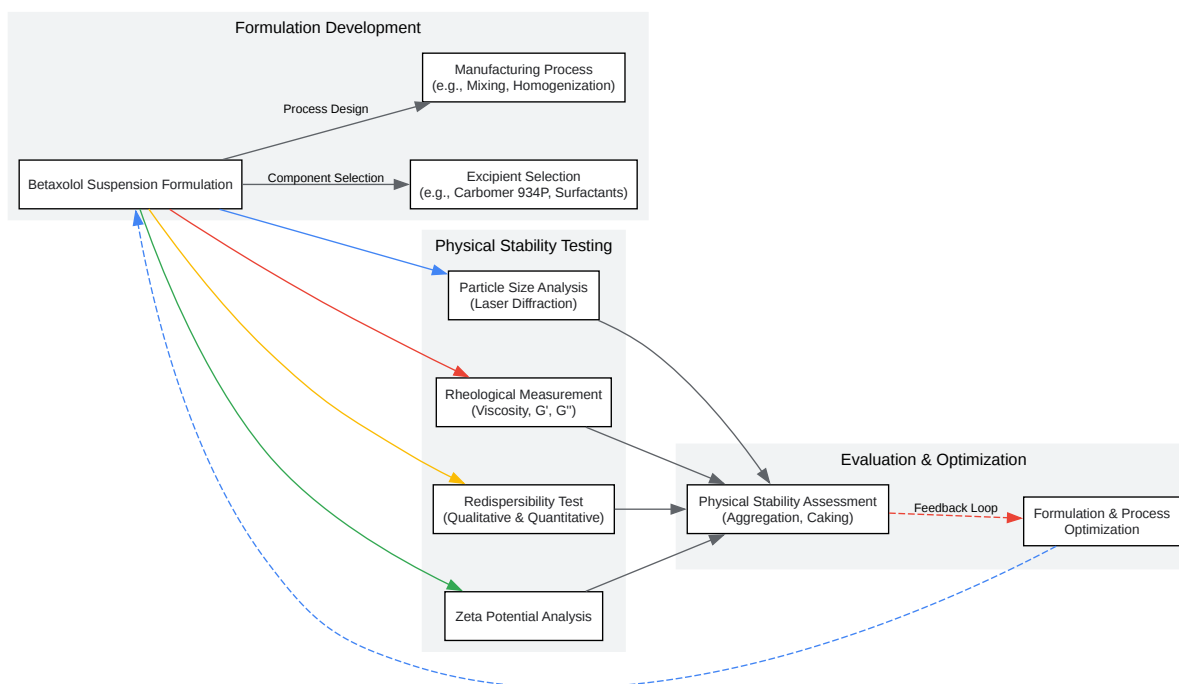 Formulation Development
Manufacturing Process
(e.g., Mixing, Homogenization)
Process Design
Betaxolol Suspension Formulation
Component Selection
Excipient Selection
(e.g., Carbomer 934P, Surfactants)
Physical Stability Testing
Particle Size Analysis
(Laser Diffraction)
Rheological Measurement
(Viscosity, G', G'')
Evaluation & Optimization
Redispersibility Test
(Qualitative & Quantitative)
Physical Stability Assessment
(Aggregation, Caking)
Feedback Loop
Formulation & Process
Optimization
Zeta Potential Analysis